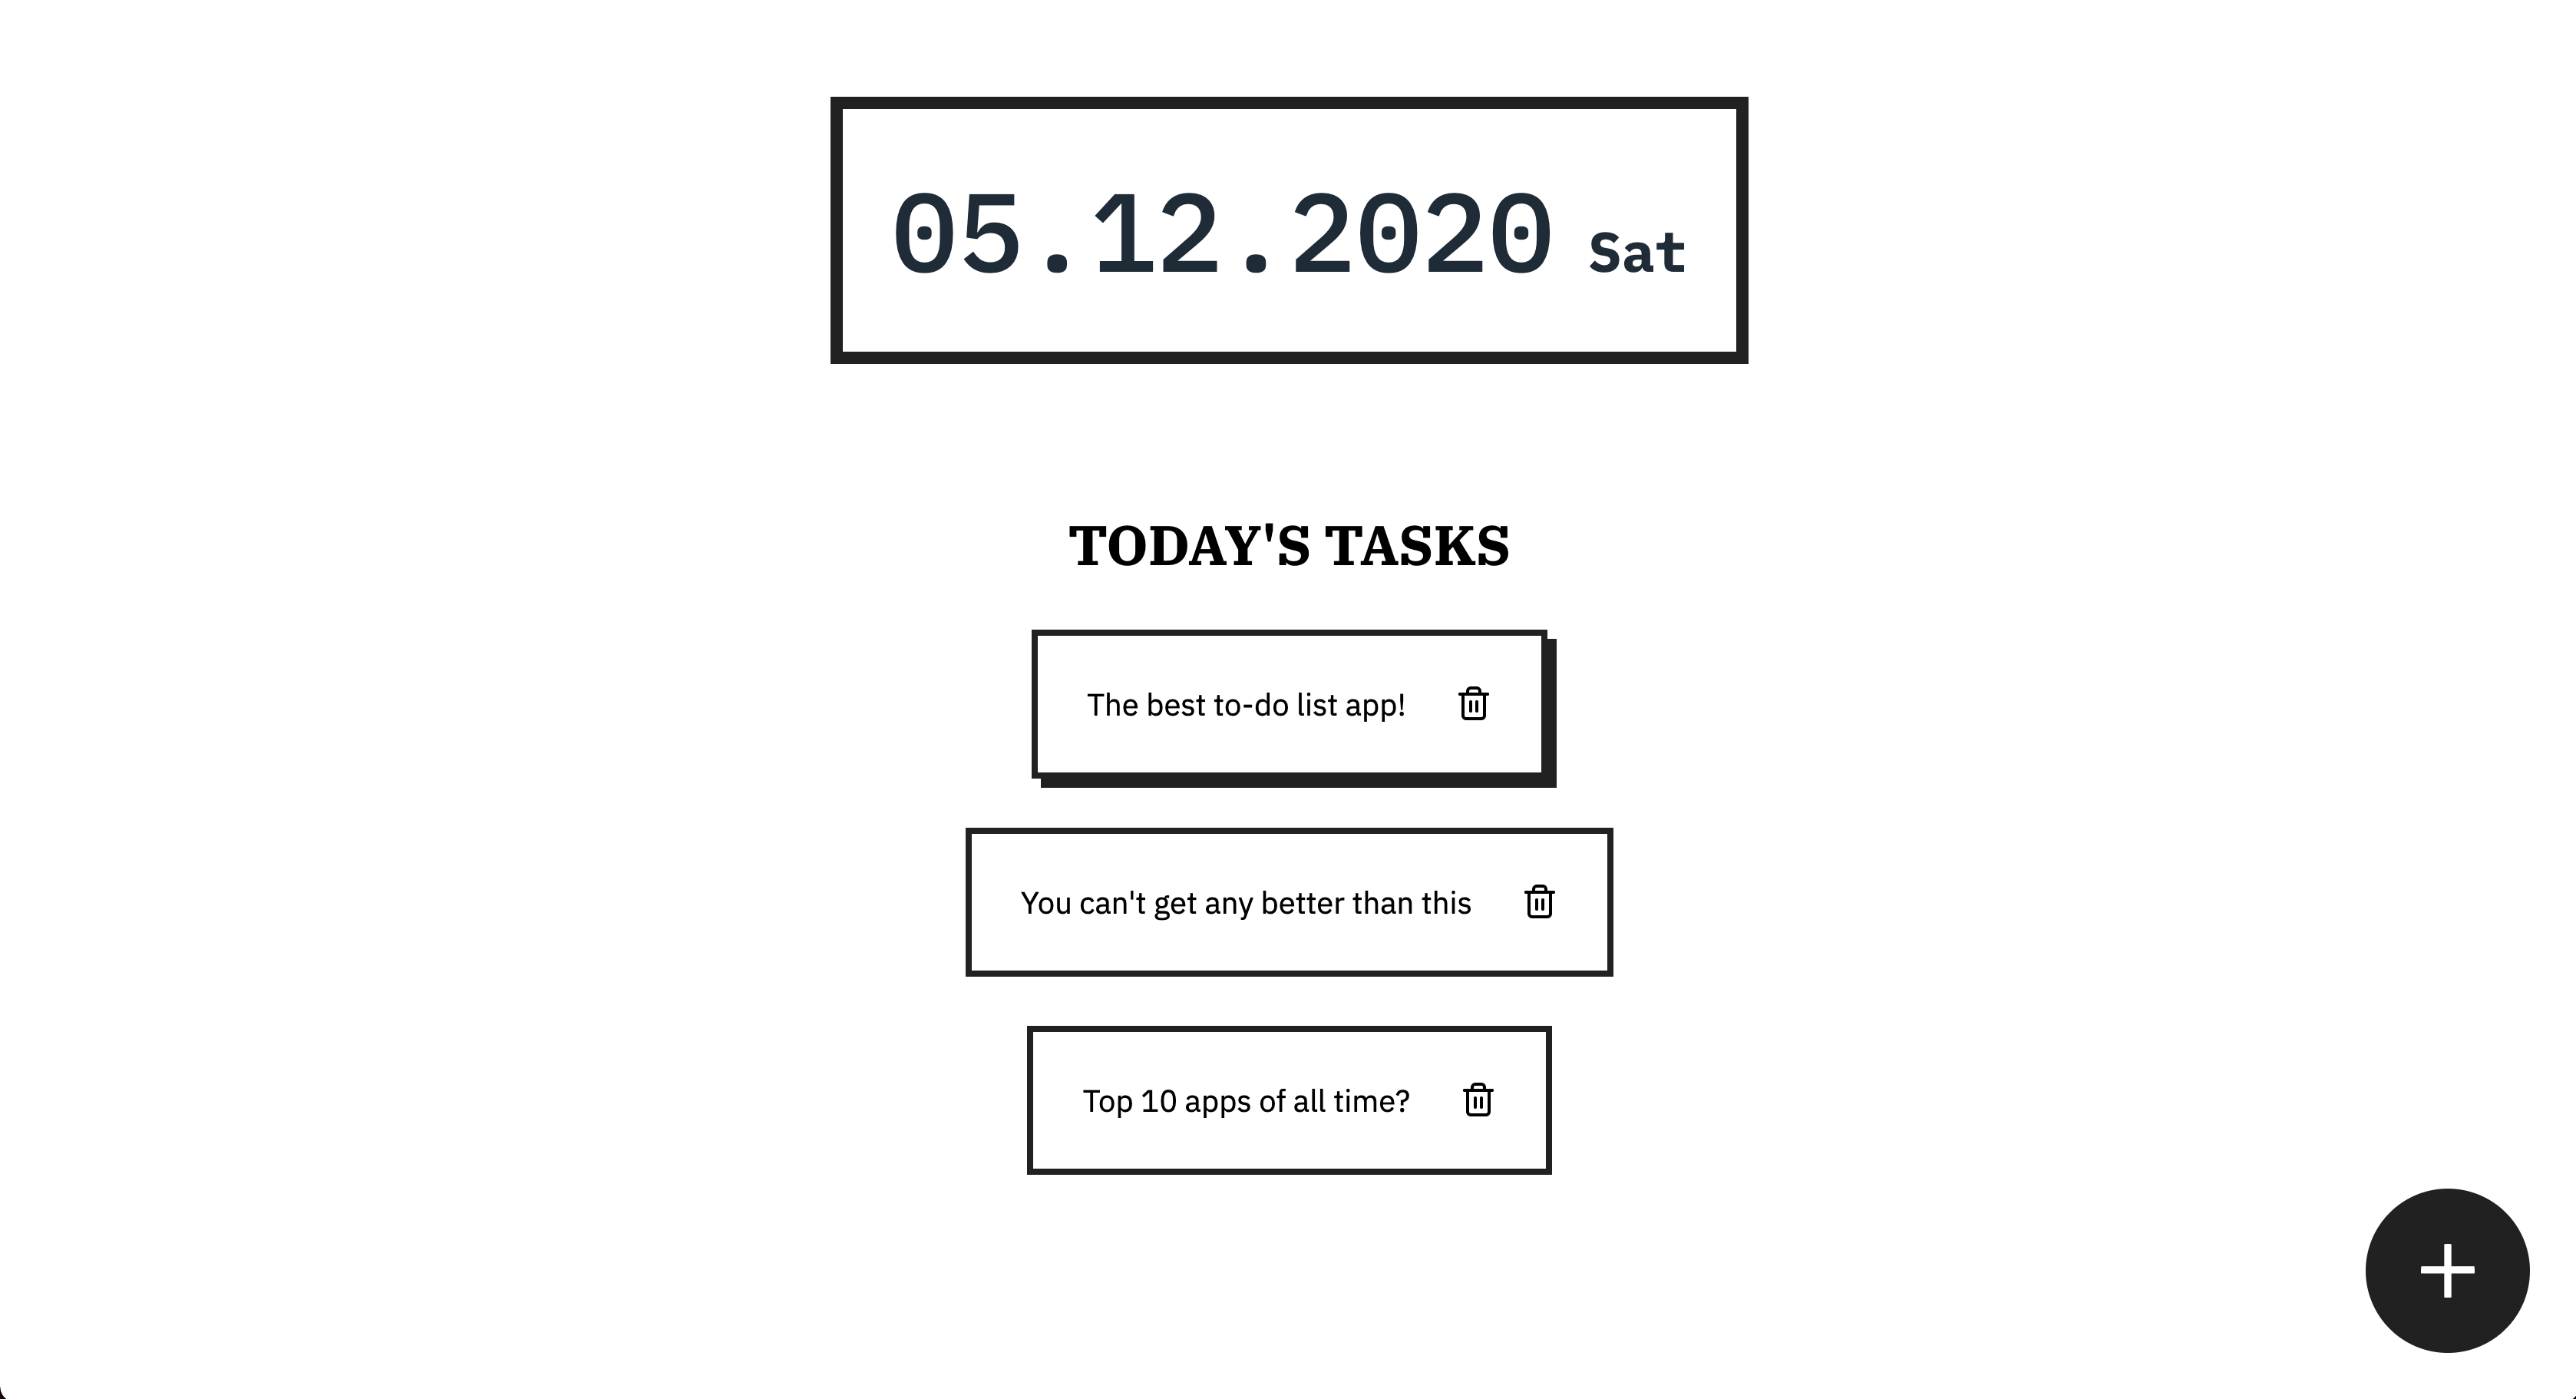 05.12.2020 Sat
TODAY'S TASKS
The best to-do list app!
You can't get any better than this
Top 10 apps of all time?